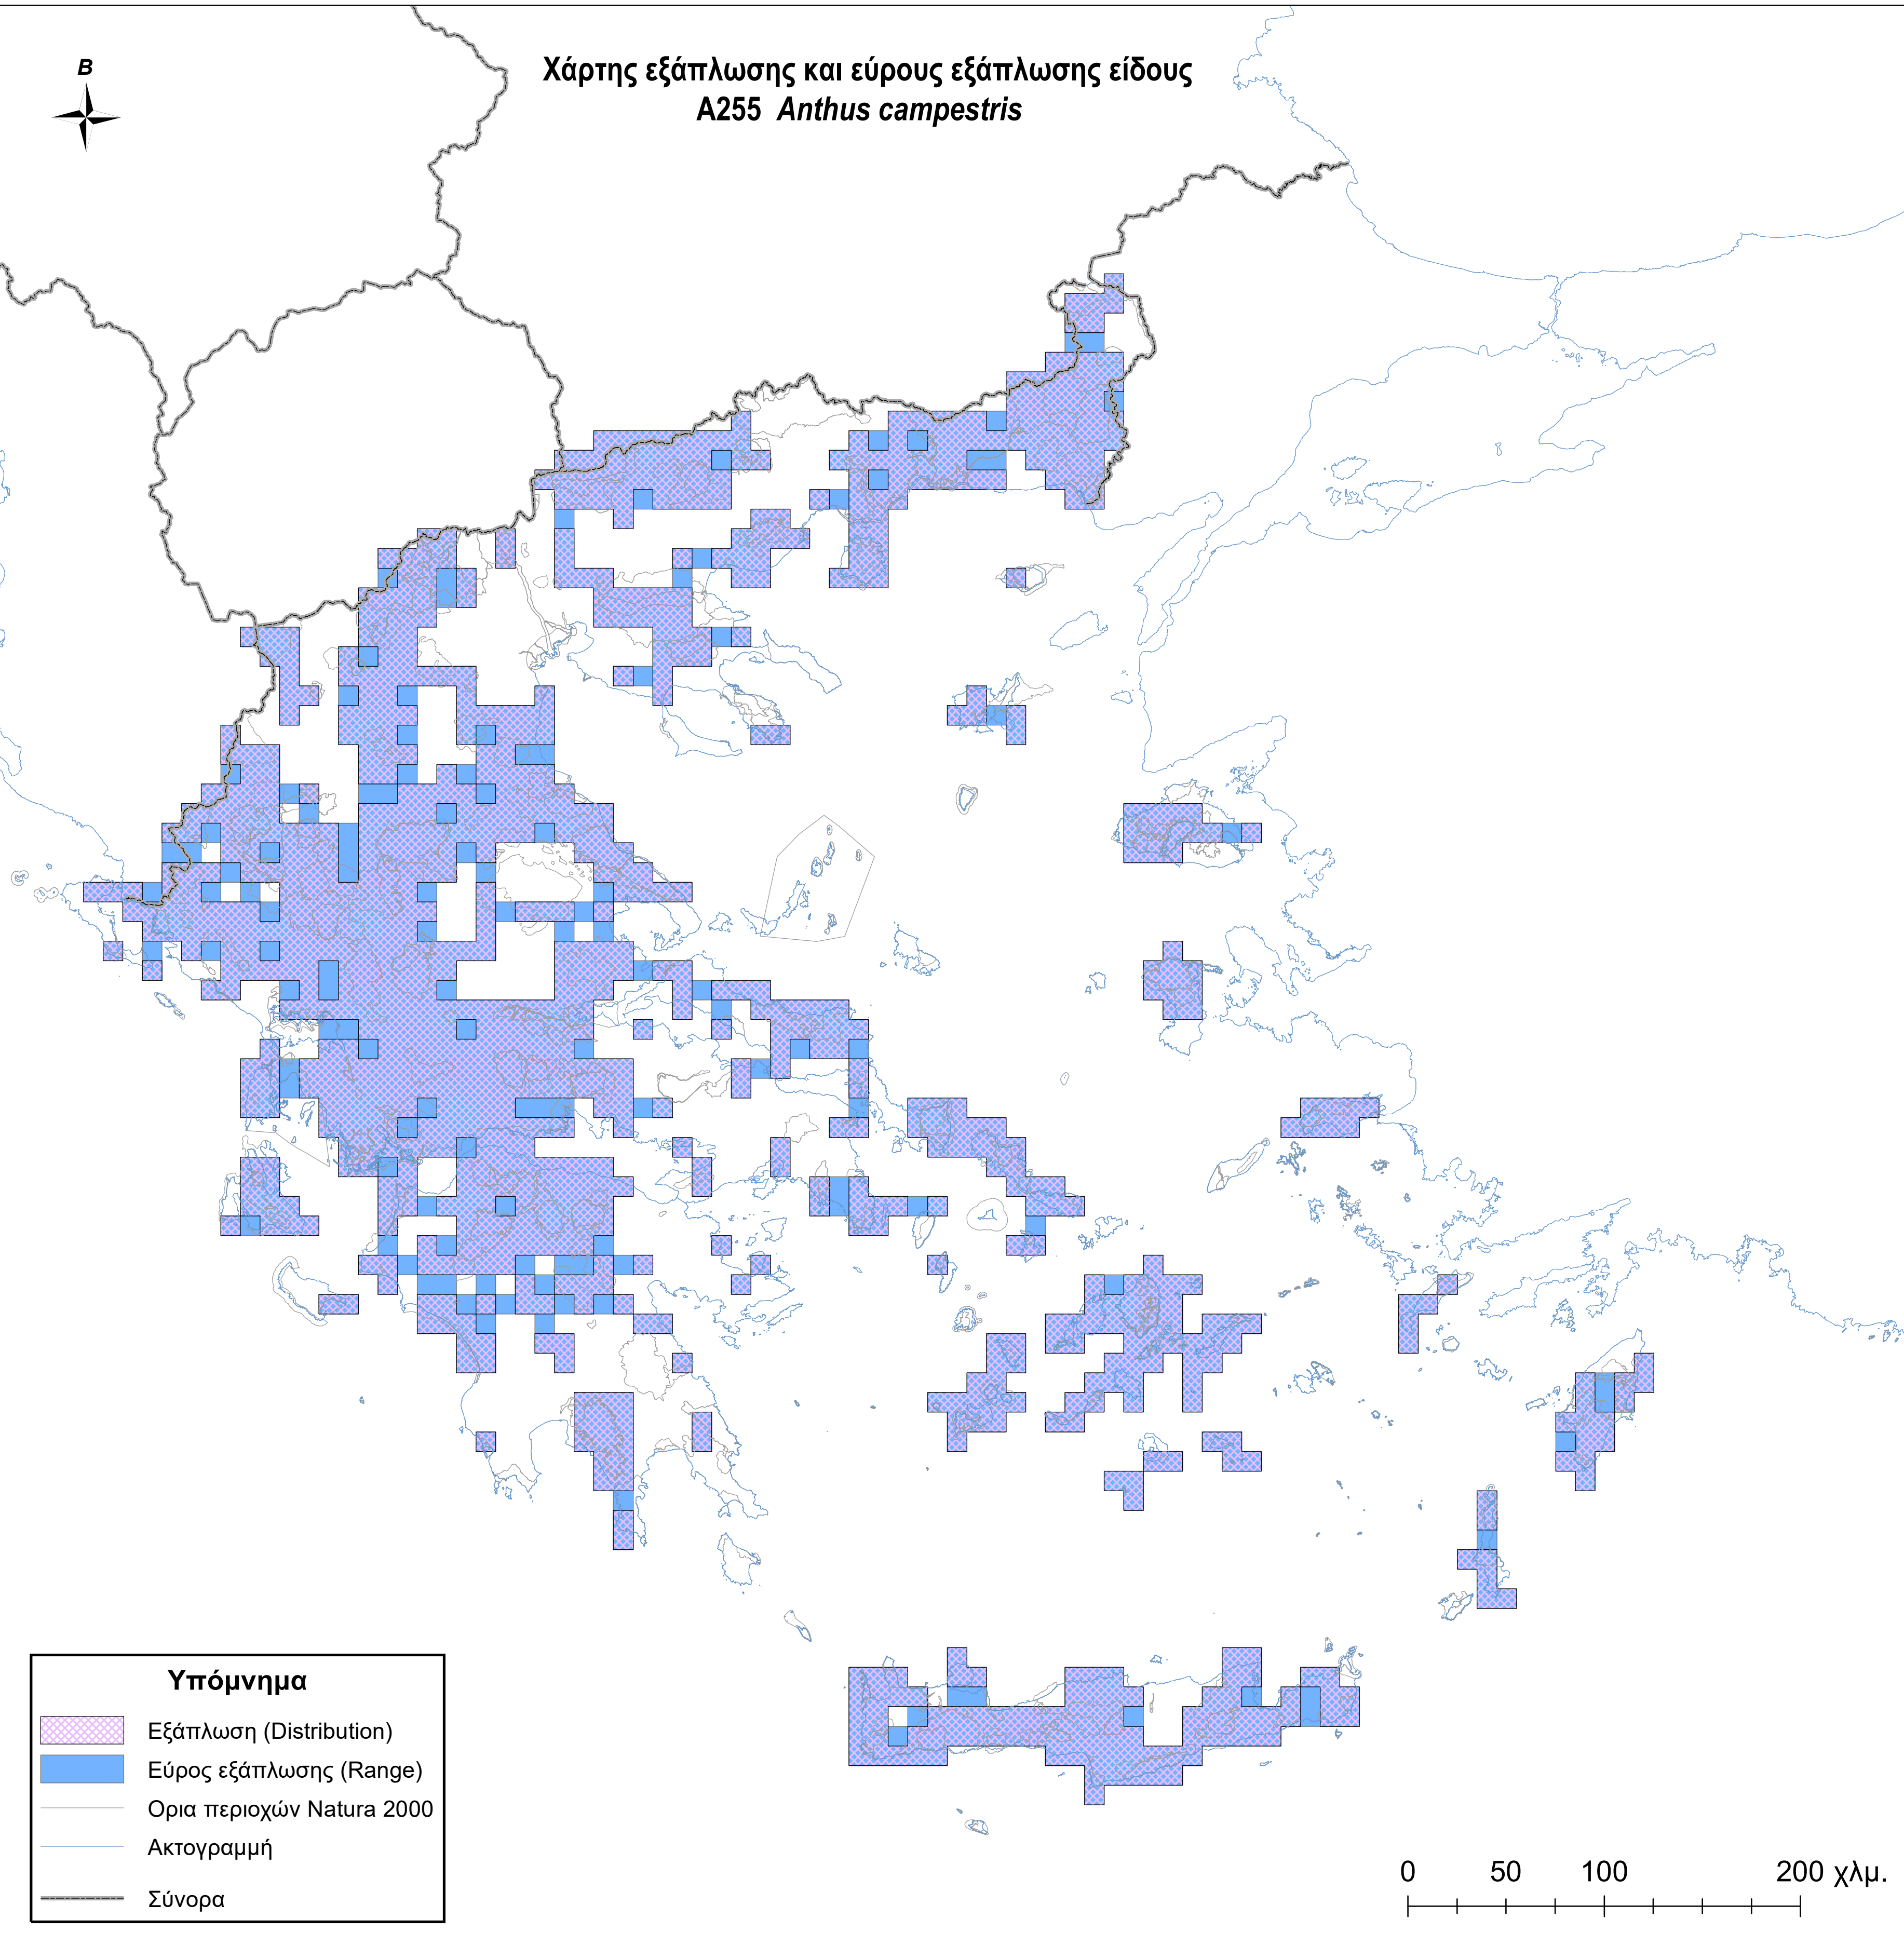 B
Χάρτης εξάπλωσης και εύρους εξάπλωσης είδους
A255 Anthus campestris
Υπόμνημα
Εξάπλωση (Distribution)
Εύρος εξάπλωσης (Range)
Ορια περιοχών Natura 2000
Ακτογραμμή
Σύνορα
0 50 100 200 χλμ.